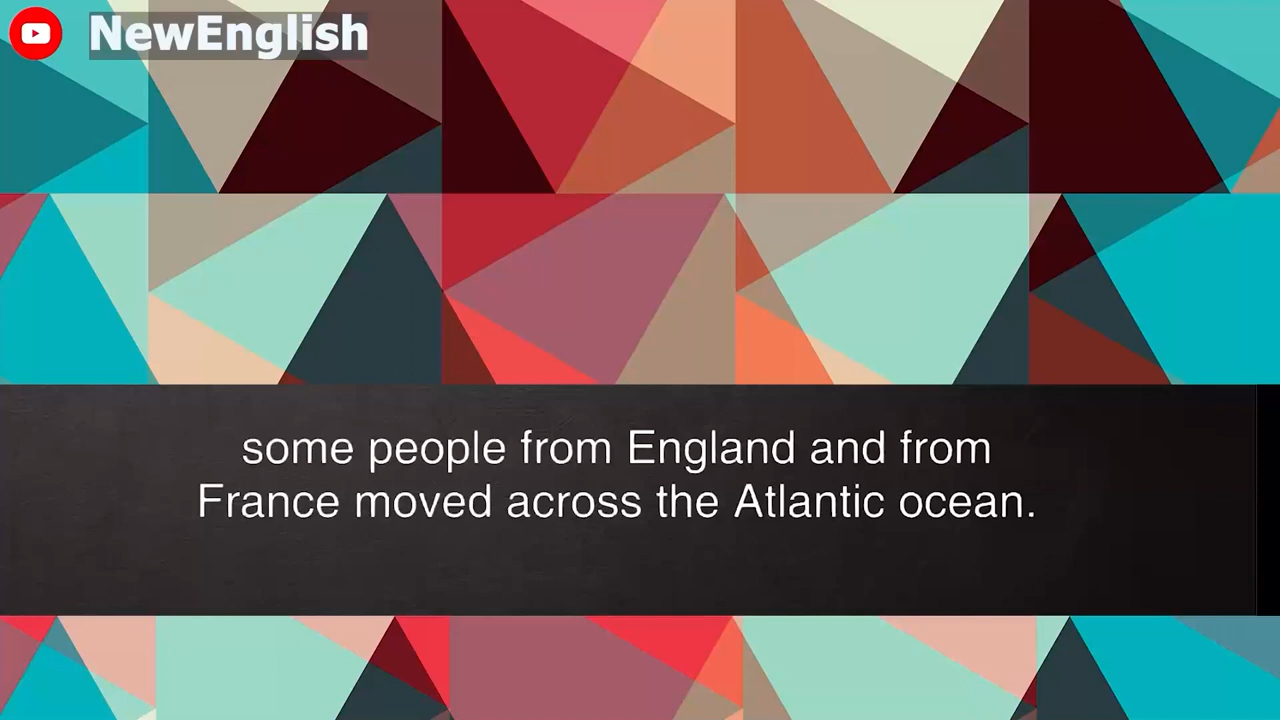 NewEnglish
some people from England and from
France moved across the Atlantic ocean.